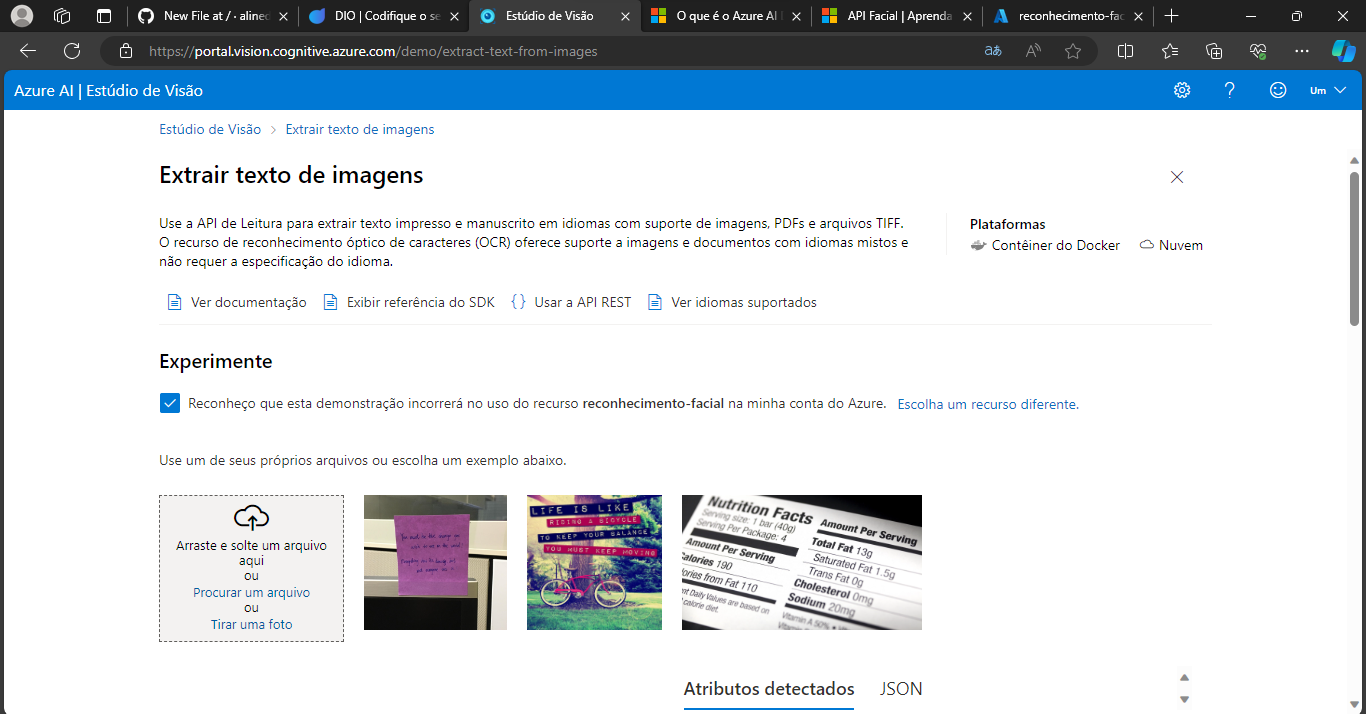 New File at / · alinec
DIO | Codifique o se
Estúdio de Visão
O que é o Azure AI
API Facial | Aprenda
reconhecimento-fac
https://portal.vision.cognitive.azure.com/demo/extract-text-from-images
Azure AI | Estúdio de Visão
Um
Estúdio de Visão > Extrair texto de imagens
Extrair texto de imagens
Use a API de Leitura para extrair texto impresso e manuscrito em idiomas com suporte de imagens, PDFs e arquivos TIFF.
O recurso de reconhecimento óptico de caracteres (OCR) oferece suporte a imagens e documentos com idiomas mistos e
não requer a especificação do idioma.
Plataformas
Contêiner do Docker
Nuvem
Ver documentação
Exibir referência do SDK
{} Usar a API REST
Ver idiomas suportados
Experimente
Reconheço que esta demonstração incorrerá no uso do recurso reconhecimento-facial na minha conta do Azure. Escolha um recurso diferente.
Use um de seus próprios arquivos ou escolha um exemplo abaixo.
Arraste e solte um arquivo
aqui
ou
Procurar um arquivo
ou
Tirar uma foto
LIFE IS LIKE
RIDING A BICYCLE
TO KEEP YOUR BALANCE
YOU MUST KEEP MOVING
Nutrition Facts
Serving size: 1 bar (40g)
Serving Per Package: 4
Amount Per Serving
Calories 190
ories from Fat 110
nt Daily Values are based on
calorie diet.
Amount Per Serving
Total Fat 13g
Saturated Fat 1.5g
Trans Fat 0g
Cholesterol 0mg
Sodium 20mg
Vitamin A 50%
Atributos detectados
JSON